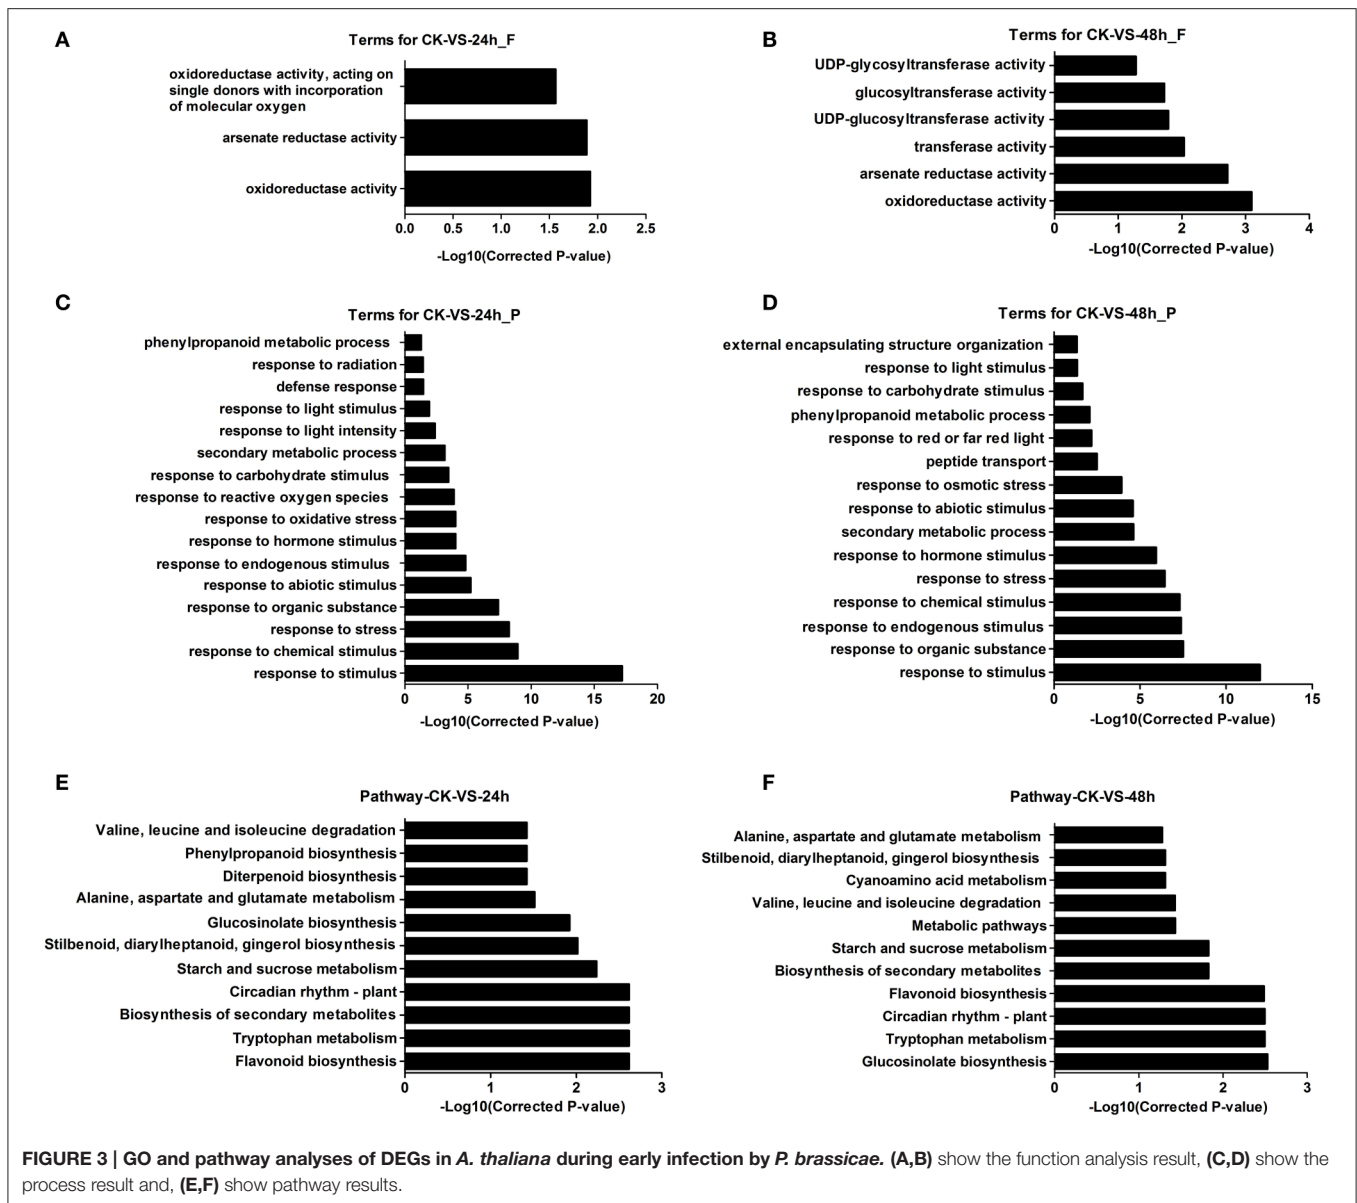 A
Terms for CK-VS-24h_F
oxidoreductase activity, acting on
single donors with incorporation
of molecular oxygen
arsenate reductase activity
oxidoreductase activity
0.0 0.5 1.0 1.5 2.0 2.5
-Log10(Corrected P-value)
B
Terms for CK-VS-48h_F
UDP-glycosyltransferase activity
glucosyltransferase activity
UDP-glucosyltransferase activity
transferase activity
arsenate reductase activity
oxidoreductase activity
0 1 2 3 4
-Log10(Corrected P-value)
C
Terms for CK-VS-24h_P
phenylpropanoid metabolic process
response to radiation
defense response
response to light stimulus
response to light intensity
secondary metabolic process
response to carbohydrate stimulus
response to reactive oxygen species
response to oxidative stress
response to hormone stimulus
response to endogenous stimulus
response to abiotic stimulus
response to organic substance
response to stress
response to chemical stimulus
response to stimulus
0 5 10 15 20
-Log10(Corrected P-value)
D
Terms for CK-VS-48h_P
external encapsulating structure organization
response to light stimulus
response to carbohydrate stimulus
phenylpropanoid metabolic process
response to red or far red light
peptide transport
response to osmotic stress
response to abiotic stimulus
secondary metabolic process
response to hormone stimulus
response to stress
response to chemical stimulus
response to endogenous stimulus
response to organic substance
response to stimulus
0 5 10 15
-Log10(Corrected P-value)
E
Pathway-CK-VS-24h
Valine, leucine and isoleucine degradation
Phenylpropanoid biosynthesis
Diterpenoid biosynthesis
Alanine, aspartate and glutamate metabolism
Glucosinolate biosynthesis
Stilbenoid, diarylheptanoid, gingerol biosynthesis
Starch and sucrose metabolism
Circadian rhythm - plant
Biosynthesis of secondary metabolites
Tryptophan metabolism
Flavonoid biosynthesis
0 1 2 3
-Log10(Corrected P-value)
F
Pathway-CK-VS-48h
Alanine, aspartate and glutamate metabolism
Stilbenoid, diarylheptanoid, gingerol biosynthesis
Cyanoamino acid metabolism
Valine, leucine and isoleucine degradation
Metabolic pathways
Starch and sucrose metabolism
Biosynthesis of secondary metabolites
Flavonoid biosynthesis
Circadian rhythm - plant
Tryptophan metabolism
Glucosinolate biosynthesis
0 1 2 3
-Log10(Corrected P-value)
FIGURE 3 | GO and pathway analyses of DEGs in A. thaliana during early infection by P. brassicae. (A,B) show the function analysis result, (C,D) show the
process result and, (E,F) show pathway results.